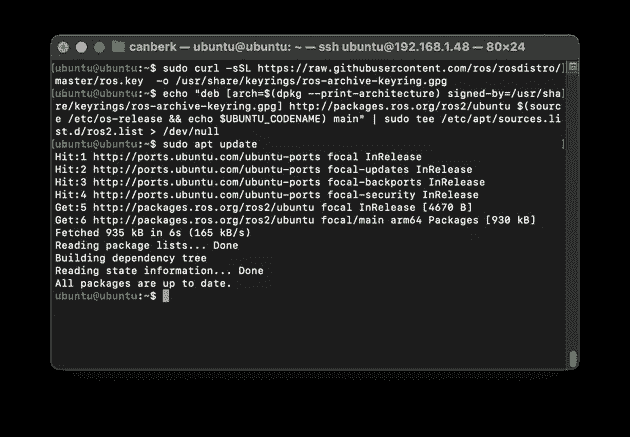 canberk — ubuntu@ubuntu: ~ — ssh ubuntu@192.168.1.48 — 80×24
[ubuntu@ubuntu:~$ sudo curl -sSL https://raw.githubusercontent.com/ros/rosdistro/]
master/ros.key  -o /usr/share/keyrings/ros-archive-keyring.gpg
[ubuntu@ubuntu:~$ echo "deb [arch=$(dpkg --print-architecture) signed-by=/usr/sha]
re/keyrings/ros-archive-keyring.gpg] http://packages.ros.org/ros2/ubuntu $(sourc
e /etc/os-release && echo $UBUNTU_CODENAME) main" | sudo tee /etc/apt/sources.li
st.d/ros2.list > /dev/null
[ubuntu@ubuntu:~$ sudo apt update ]
Hit:1 http://ports.ubuntu.com/ubuntu-ports focal InRelease
Hit:2 http://ports.ubuntu.com/ubuntu-ports focal-updates InRelease
Hit:3 http://ports.ubuntu.com/ubuntu-ports focal-backports InRelease
Hit:4 http://ports.ubuntu.com/ubuntu-ports focal-security InRelease
Get:5 http://packages.ros.org/ros2/ubuntu focal InRelease [4670 B]
Get:6 http://packages.ros.org/ros2/ubuntu focal/main arm64 Packages [930 kB]
Fetched 935 kB in 6s (165 kB/s)
Reading package lists... Done
Building dependency tree
Reading state information... Done
All packages are up to date.
ubuntu@ubuntu:~$